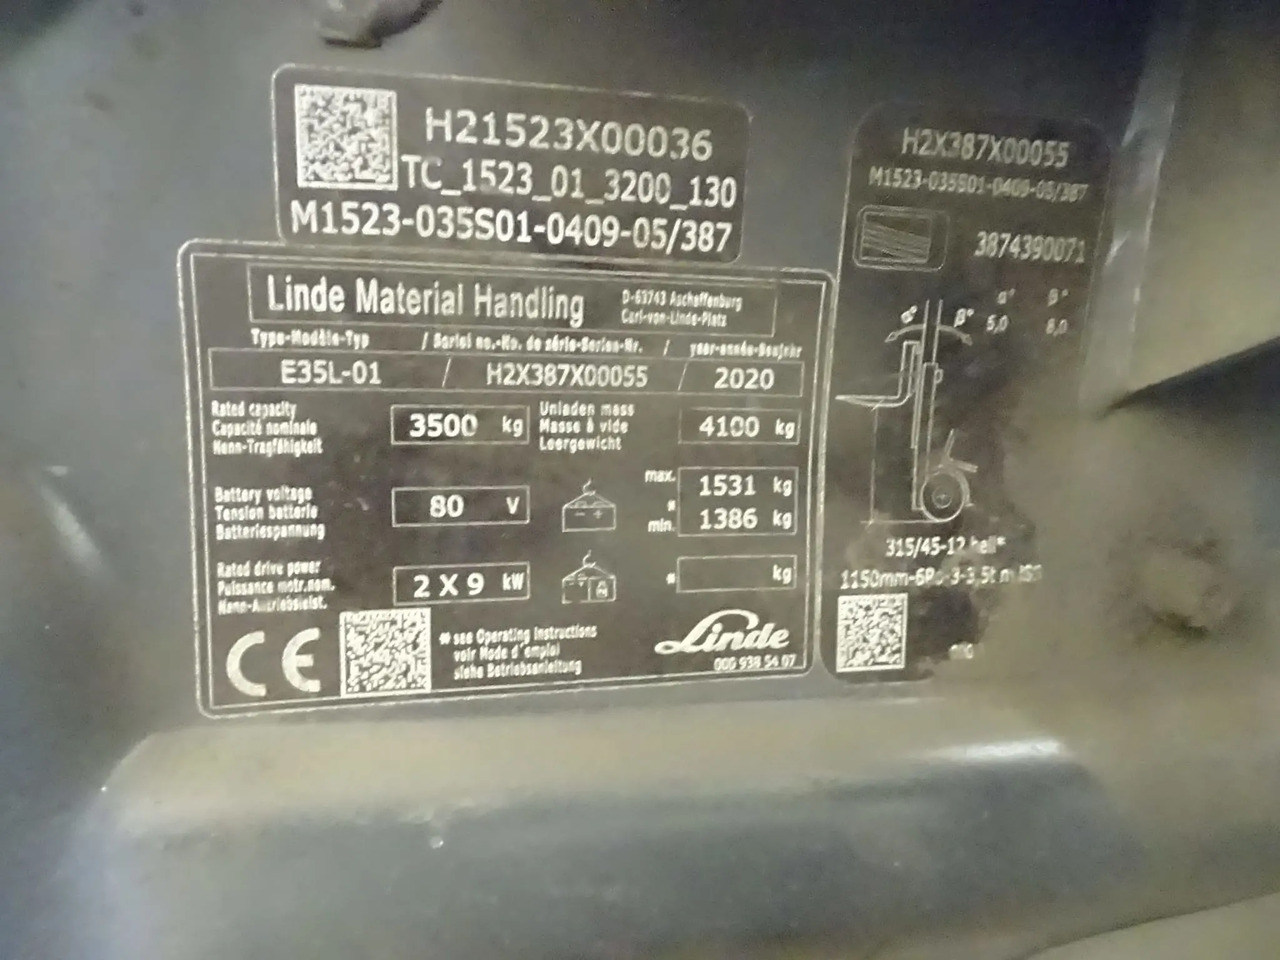 H21523X00036
TC_1523_01_3200_130
M1523-035S01-0409-05/387
Linde Material Handling
D-63743 Aschaffenburg
Carl-von-Linde-Platz
Type-Modèle-Typ / Serial no.-No. de série-Serien-Nr. / year-année-Baujahr
E35L-01 / H2X387X00055 / 2020
Rated capacity
Capacité nominale
Nenn-Tragfähigkeit
3500 kg
Unladen mass
Masse à vide
Leergewicht
4100 kg
Battery voltage
Tension batterie
Batteriespannung
80 V
max. 1531 kg
*
min. 1386 kg
Rated drive power
Puissance motr.nom.
Nenn-Antriebsleist.
2 X 9 kW
* kg
CE
* see Operating Instructions
voir Mode d'emploi
siehe Betriebsanleitung
Linde
000 938 54 07
H2X387X00055
M1523-035S01-0409-05/387
3874390071
α° β°
α° β° 5,0 8,0
315/45-12
1150mm